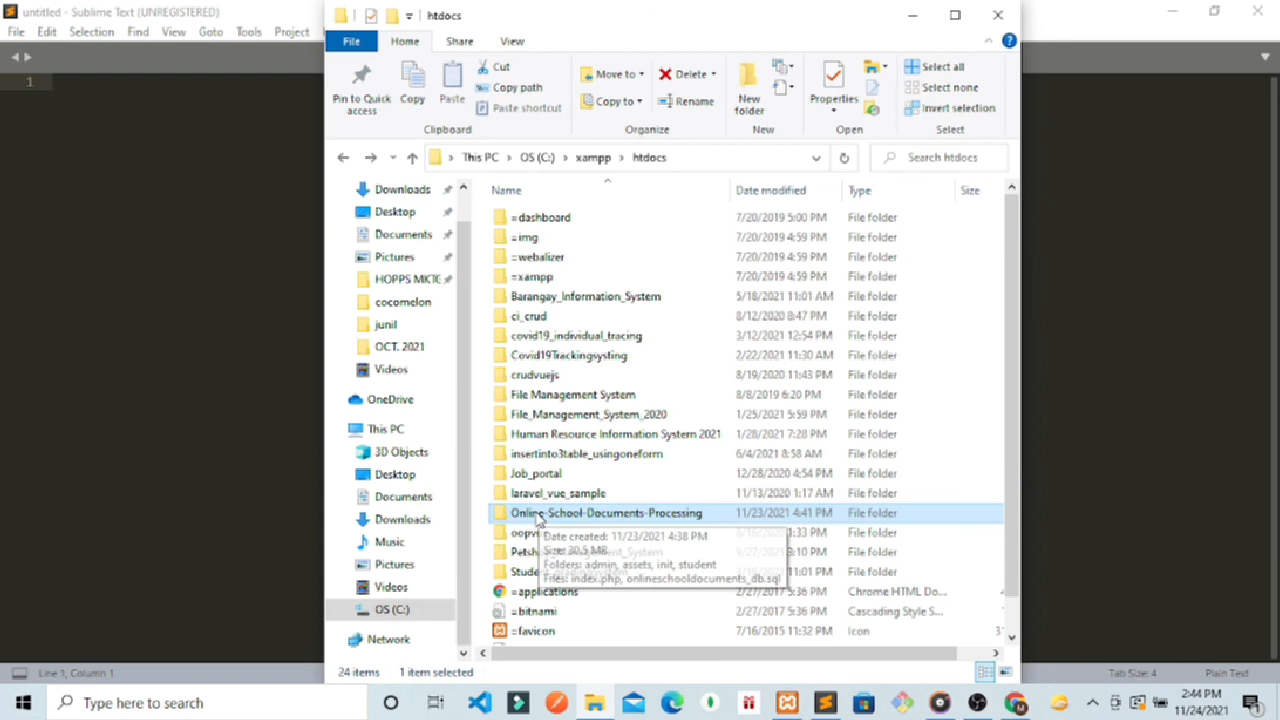 untitled - Sublime Text (UNREGISTERED)
File Edit Selection Find View Goto Tools Project
1
htdocs
File Home Share View
Pin to Quick access
Copy
Paste
Cut
Copy path
Paste shortcut
Clipboard
Move to
Copy to
Delete
Rename
Organize
New folder
New
Properties
Open
Select all
Select none
Invert selection
Select
This PC > OS (C:) > xampp > htdocs
Search htdocs
Downloads
Desktop
Documents
Pictures
HOPPS
cocomelon
junil
OCT. 2021
Videos
OneDrive
This PC
3D Objects
Desktop
Documents
Downloads
Music
Pictures
Videos
OS (C:)
Network
Name Date modified Type Size
=dashboard 7/20/2019 5:00 PM File folder
=img 7/20/2019 4:59 PM File folder
=webalizer 7/20/2019 4:59 PM File folder
=xampp 7/20/2019 4:59 PM File folder
Barangay_Information_System 5/18/2021 11:01 AM File folder
ci_crud 8/12/2020 8:47 PM File folder
covid19_individual_tracing 3/12/2021 12:54 PM File folder
Covid19Trackingsysting 2/22/2021 11:30 AM File folder
crudvuejs 8/19/2020 11:43 PM File folder
File Management System 8/8/2019 6:20 PM File folder
File_Management_System_2020 1/25/2021 5:59 PM File folder
Human Resource Information System 2021 1/28/2021 7:28 PM File folder
insertinto3table_usingoneform 6/4/2021 8:58 AM File folder
Job_portal 12/28/2020 4:54 PM File folder
laravel_vue_sample 11/13/2020 1:17 AM File folder
Online-School-Documents-Processing 11/23/2021 4:41 PM File folder
File folder
File folder
File folder
Date created: 11/23/2021 4:38 PM
Size: 30.5 MB
Folders: admin, assets, init, student
Files: index.php, onlineschooldocuments_db.sql
=applications 2/27/2017 5:36 PM Chrome HTML Do...
=bitnami 2/27/2017 5:36 PM Cascading Style S...
=favicon 7/16/2015 11:32 PM Icon
24 items 1 item selected
Line 1, Column 1
Tab Size: 4 Plain Text
Type here to search
2:44 PM
11/24/2021